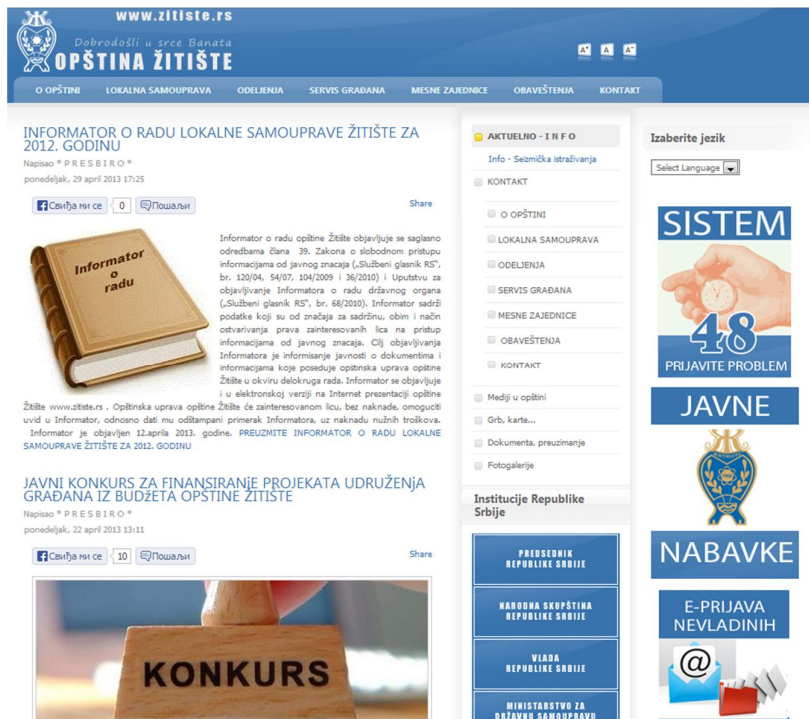 www.zitiste.rs
Dobrodošli u srce Banata
OPŠTINA ŽITIŠTE
A+ A A-
O OPŠTINI LOKALNA SAMOUPRAVA ODELJENJA SERVIS GRAĐANA MESNE ZAJEDNICE OBAVEŠTENJA KONTAKT
INFORMATOR O RADU LOKALNE SAMOUPRAVE ŽITIŠTE ZA
2012. GODINU
Napisao * P R E S B I R O *
ponedeljak, 29 april 2013 17:25
Свиђа ми се 0 Пошаљи Share
Informator
o
radu
Informator o radu opštine Žitište objavljuje se saglasno
odredbama člana 39. Zakona o slobodnom pristupu
informacijama od javnog znacaja („Službeni glasnik RS",
br. 120/04, 54/07, 104/2009 i 36/2010) i Uputstvu za
objavljivanje Informatora o radu državnog organa
(„Službeni glasnik RS", br. 68/2010). Informator sadrži
podatke koji su od značaja za sadržinu, obim i način
ostvarivanja prava zainteresovanih lica na pristup
informacijama od javnog znacaja. Cilj objavljivanja
Informatora je informisanje javnosti o dokumentima i
informacijama koje poseduje opštinska uprava opštine
Žitište u okviru delokruga rada. Informator se objavljuje
i u elektronskoj verziji na Internet prezentaciji opštine
Žitište www.zitiste.rs . Opštinska uprava opštine Žitište će zainteresovanom licu, bez naknade, omogućiti
uvid u Informator, odnosno dati mu odštampani primerak Informatora, uz naknadu nužnih troškova.
Informator je objavljen 12.aprila 2013. godine. PREUZMITE INFORMATOR O RADU LOKALNE
SAMOUPRAVE ŽITIŠTE ZA 2012. GODINU
JAVNI KONKURS ZA FINANSIRANjE PROJEKATA UDRUŽENjA
GRAĐANA IZ BUDžETA OPŠTINE ŽITIŠTE
Napisao * P R E S B I R O *
ponedeljak, 22 april 2013 13:11
Свиђа ми се 10 Пошаљи Share
KONKURS
AKTUELNO - I N F O
Info - Seizmička istraživanja
KONTAKT
O OPŠTINI
LOKALNA SAMOUPRAVA
ODELJENJA
SERVIS GRAĐANA
MESNE ZAJEDNICE
OBAVEŠTENJA
KONTAKT
Mediji u opštini
Grb, karte...
Dokumenta, preuzimanje
Fotogalerije
Institucije Republike
Srbije
PREDSEDNIK
REPUBLIKE SRBIJE
NARODNA SKUPŠTINA
REPUBLIKE SRBIJE
VLADA
REPUBLIKE SRBIJE
MINISTARSTVO ZA
DRŽAVNU SAMOUPRAVU
Izaberite jezik
Select Language
SISTEM
48
PRIJAVITE PROBLEM
JAVNE
NABAVKE
E-PRIJAVA
NEVLADINIH
@